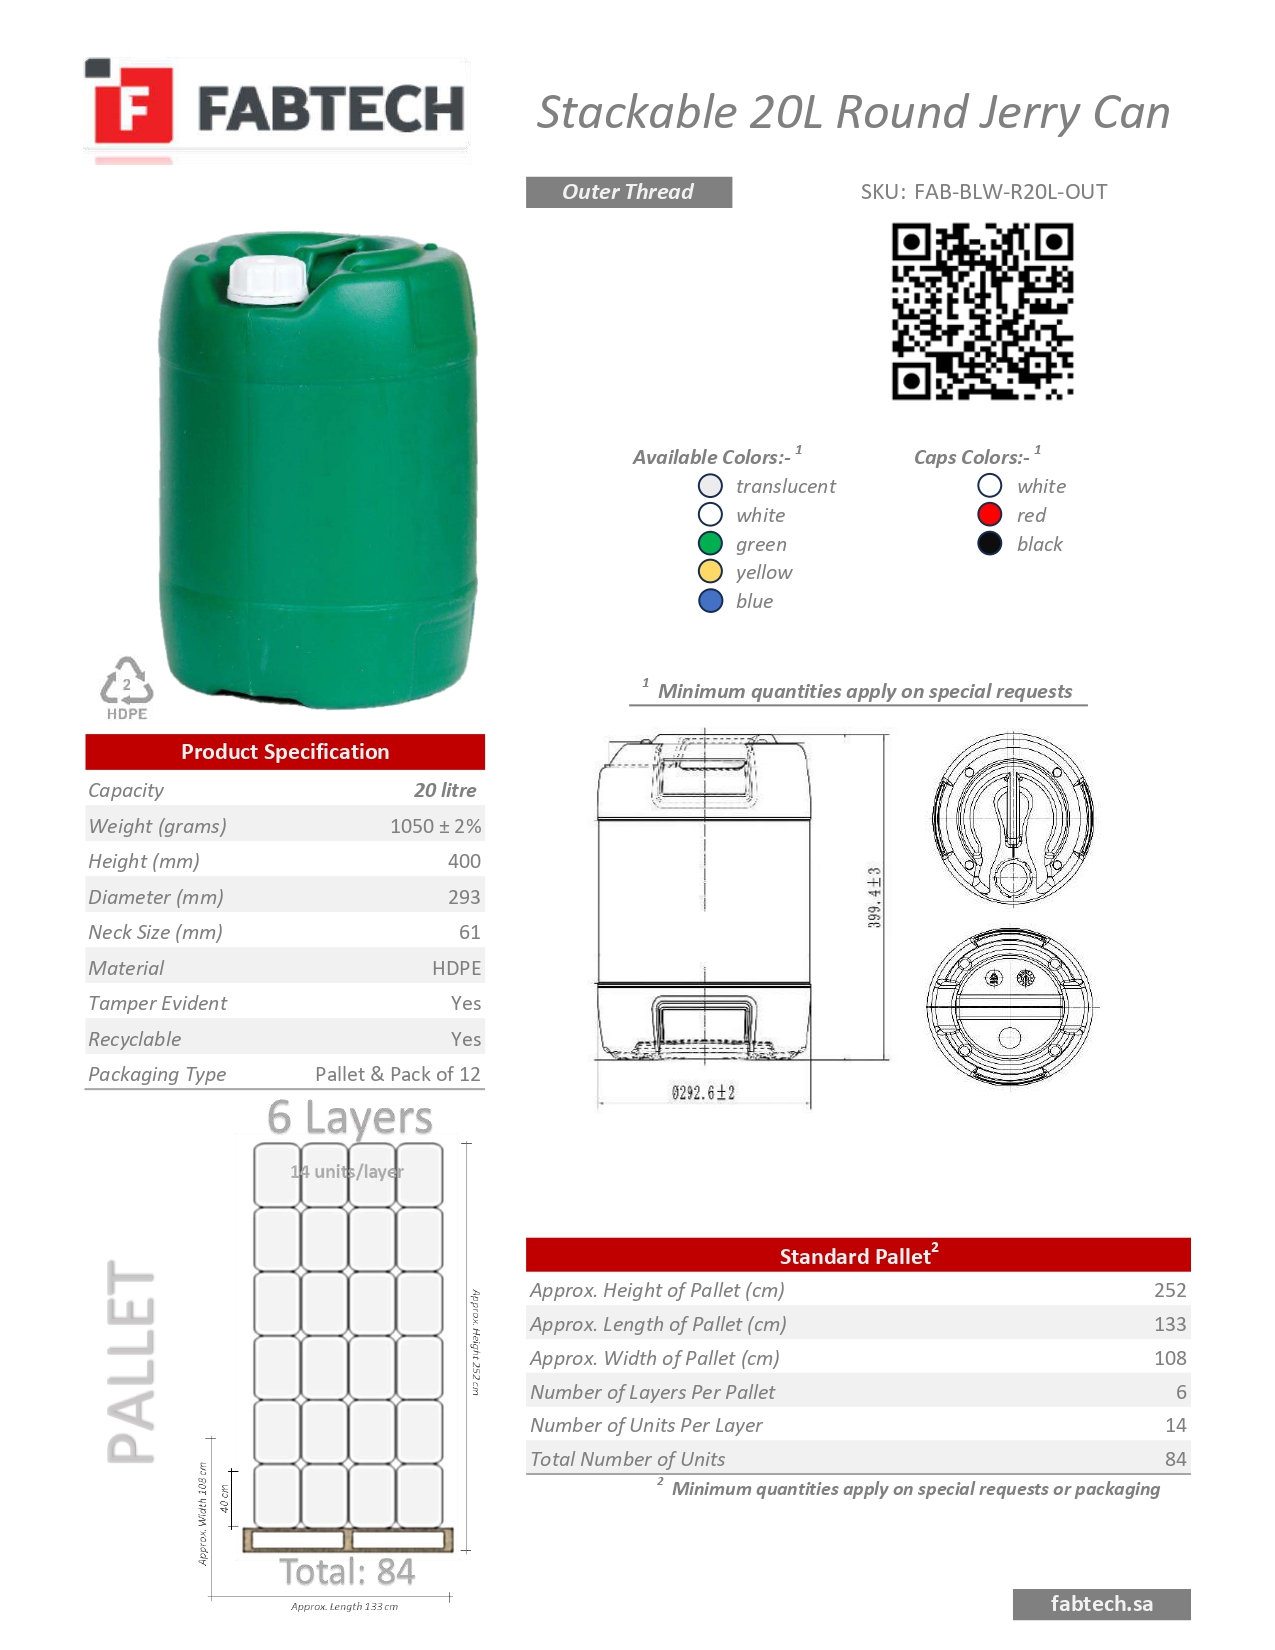 F FABTECH
Stackable 20L Round Jerry Can
Outer Thread
SKU: FAB-BLW-R20L-OUT
Available Colors:- 1
translucent
white
green
yellow
blue
Caps Colors:- 1
white
red
black
1 Minimum quantities apply on special requests
2
HDPE
Product Specification
Capacity 20 litre
Weight (grams) 1050 ± 2%
Height (mm) 400
Diameter (mm) 293
Neck Size (mm) 61
Material HDPE
Tamper Evident Yes
Recyclable Yes
Packaging Type Pallet & Pack of 12
399.4±3
Ø292.6±2
6 Layers
14 units/layer
PALLET
Approx. Height 252 cm
Approx. Width 108 cm
40 cm
Total: 84
Approx. Length 133 cm
Standard Pallet2
Approx. Height of Pallet (cm) 252
Approx. Length of Pallet (cm) 133
Approx. Width of Pallet (cm) 108
Number of Layers Per Pallet 6
Number of Units Per Layer 14
Total Number of Units 84
2 Minimum quantities apply on special requests or packaging
fabtech.sa